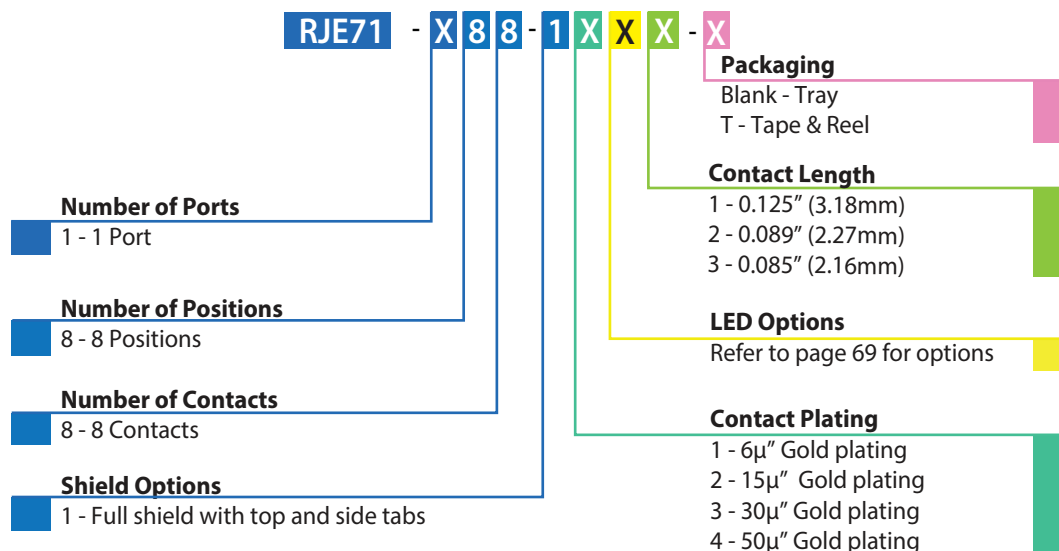 RJE71 - X 8 8 - 1 X X X - X
Packaging
Blank - Tray
T - Tape & Reel
Contact Length
1 - 0.125” (3.18mm)
2 - 0.089” (2.27mm)
3 - 0.085” (2.16mm)
Number of Ports
1 - 1 Port
Number of Positions
8 - 8 Positions
LED Options
Refer to page 69 for options
Number of Contacts
8 - 8 Contacts
Contact Plating
1 - 6µ” Gold plating
2 - 15µ” Gold plating
3 - 30µ” Gold plating
4 - 50µ” Gold plating
Shield Options
1 - Full shield with top and side tabs